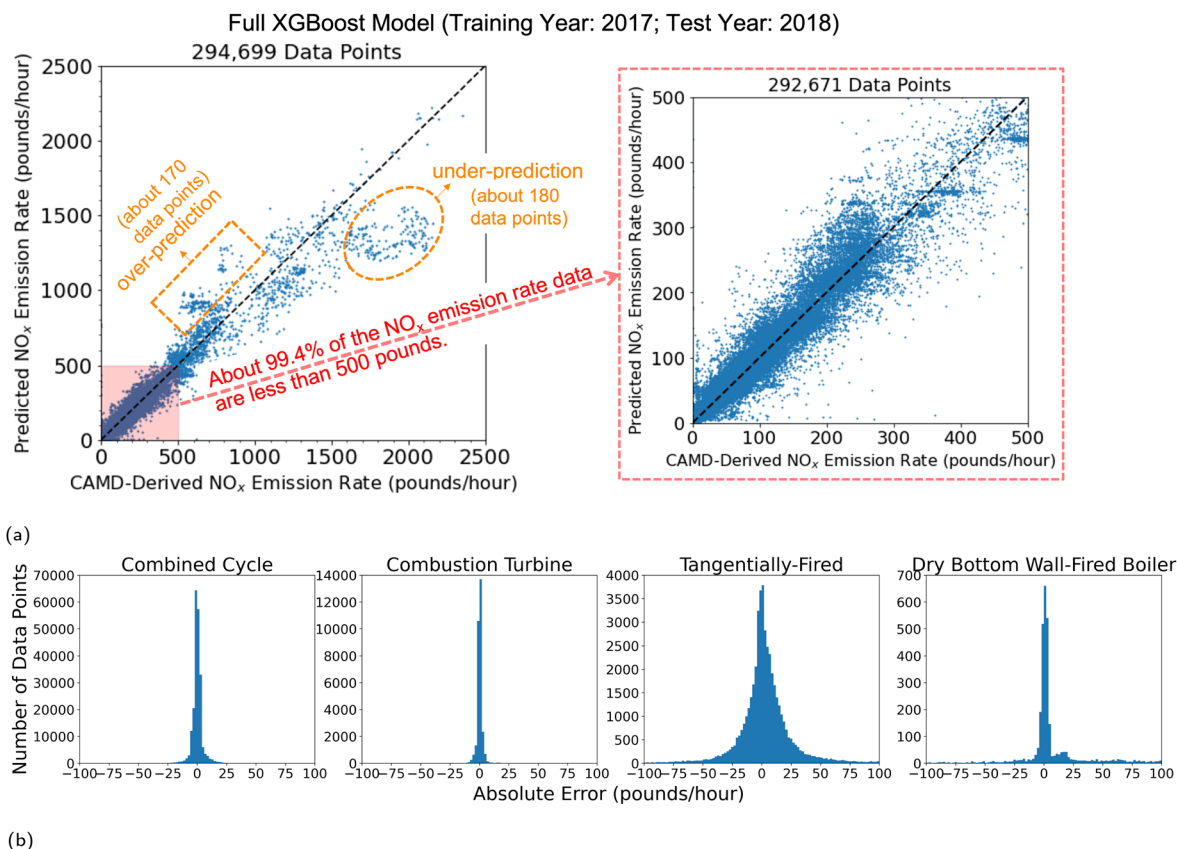 Full XGBoost Model (Training Year: 2017; Test Year: 2018)
294,699 Data Points
Predicted NOx Emission Rate (pounds/hour)
2500
2000
1500
1000
500
0
0 500 1000 1500 2000 2500
CAMD-Derived NOx Emission Rate (pounds/hour)
(about 170
data points)
over-prediction
under-prediction
(about 180
data points)
About 99.4% of the NOx emission rate data
are less than 500 pounds.
292,671 Data Points
Predicted NOx Emission Rate (pounds/hour)
500
400
300
200
100
0
0 100 200 300 400 500
CAMD-Derived NOx Emission Rate (pounds/hour)
(a)
Number of Data Points
Combined Cycle
70000
60000
50000
40000
30000
20000
10000
0
−100 −75 −50 −25 0 25 50 75 100
Combustion Turbine
14000
12000
10000
8000
6000
4000
2000
0
−100 −75 −50 −25 0 25 50 75 100
Tangentially-Fired
4000
3500
3000
2500
2000
1500
1000
500
0
−100 −75 −50 −25 0 25 50 75 100
Dry Bottom Wall-Fired Boiler
700
600
500
400
300
200
100
0
−100 −75 −50 −25 0 25 50 75 100
Absolute Error (pounds/hour)
(b)